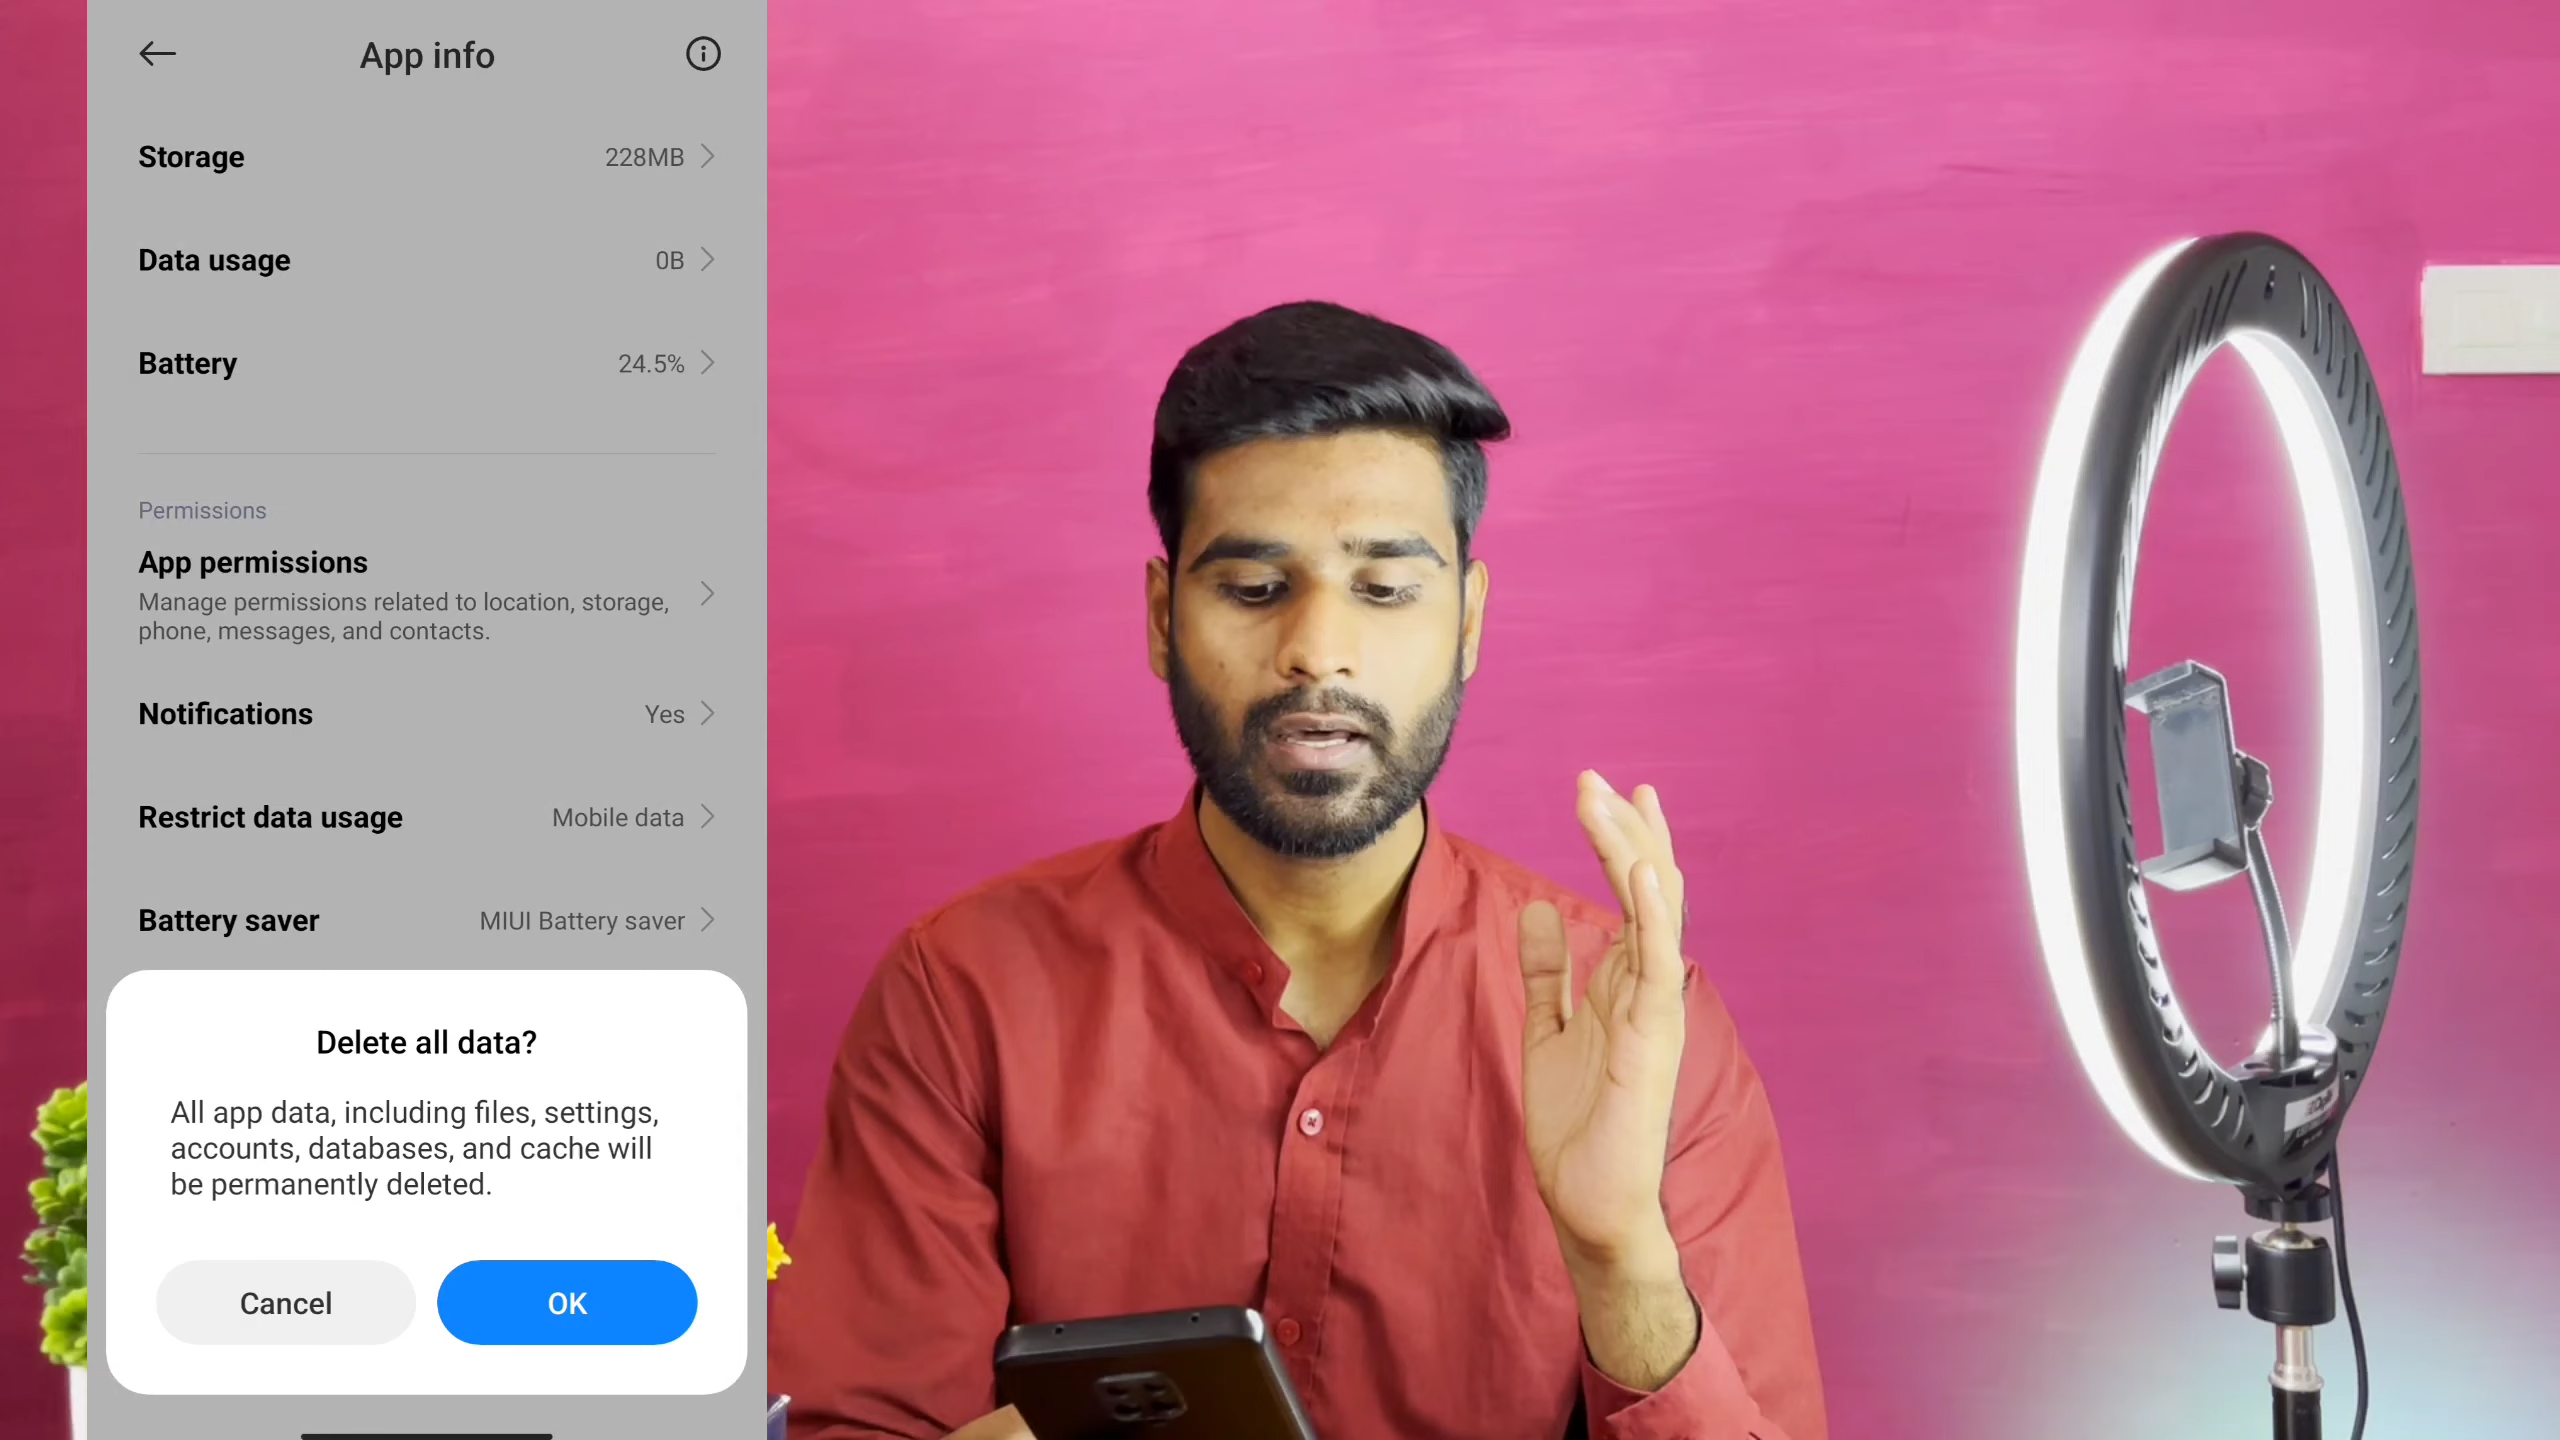 App info
Storage 228MB
Data usage 0B
Battery 24.5%
Permissions
App permissions
Manage permissions related to location, storage,
phone, messages, and contacts.
Notifications Yes
Restrict data usage Mobile data
Battery saver MIUI Battery saver
Delete all data?
All app data, including files, settings,
accounts, databases, and cache will
be permanently deleted.
Cancel OK